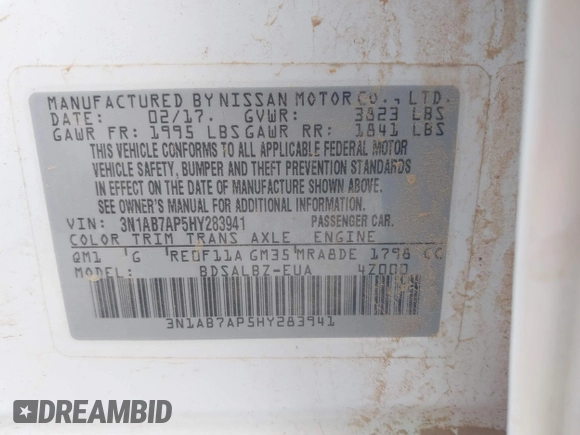 MANUFACTURED BY NISSAN MOTOR CO., LTD.
DATE: 02/17. GVWR: 3823 LBS
GAWR FR: 1995 LBS GAWR RR: 1841 LBS
THIS VEHICLE CONFORMS TO ALL APPLICABLE FEDERAL MOTOR
VEHICLE SAFETY, BUMPER AND THEFT PREVENTION STANDARDS
IN EFFECT ON THE DATE OF MANUFACTURE SHOWN ABOVE.
SEE OWNER'S MANUAL FOR ADDITIONAL INFORMATION.
VIN: 3N1AB7AP5HY283941 PASSENGER CAR.
COLOR TRIM TRANS AXLE ENGINE
QM1 G RE0F11A GM35 MRA8DE 1798 CC
MODEL: BDSALBZ-EUA 4Z000
3N1AB7AP5HY283941
DREAMBID